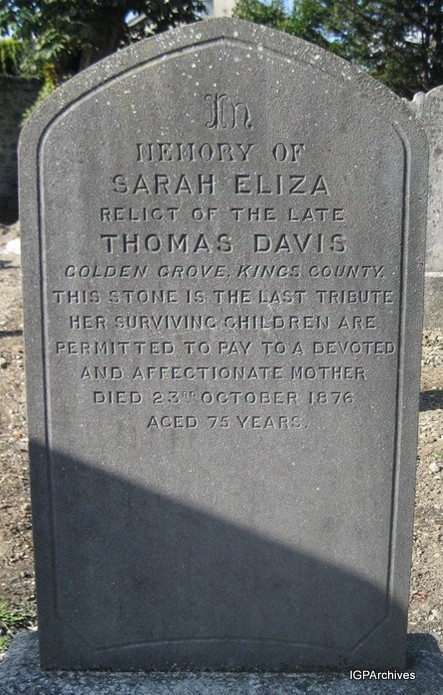 In
MEMORY OF
SARAH ELIZA
RELICT OF THE LATE
THOMAS DAVIS
GOLDEN GROVE, KINGS COUNTY.
THIS STONE IS THE LAST TRIBUTE
HER SURVIVING CHILDREN ARE
PERMITTED TO PAY TO A DEVOTED
AND AFFECTIONATE MOTHER
DIED 23RD OCTOBER 1876
AGED 75 YEARS.
IGPArchives